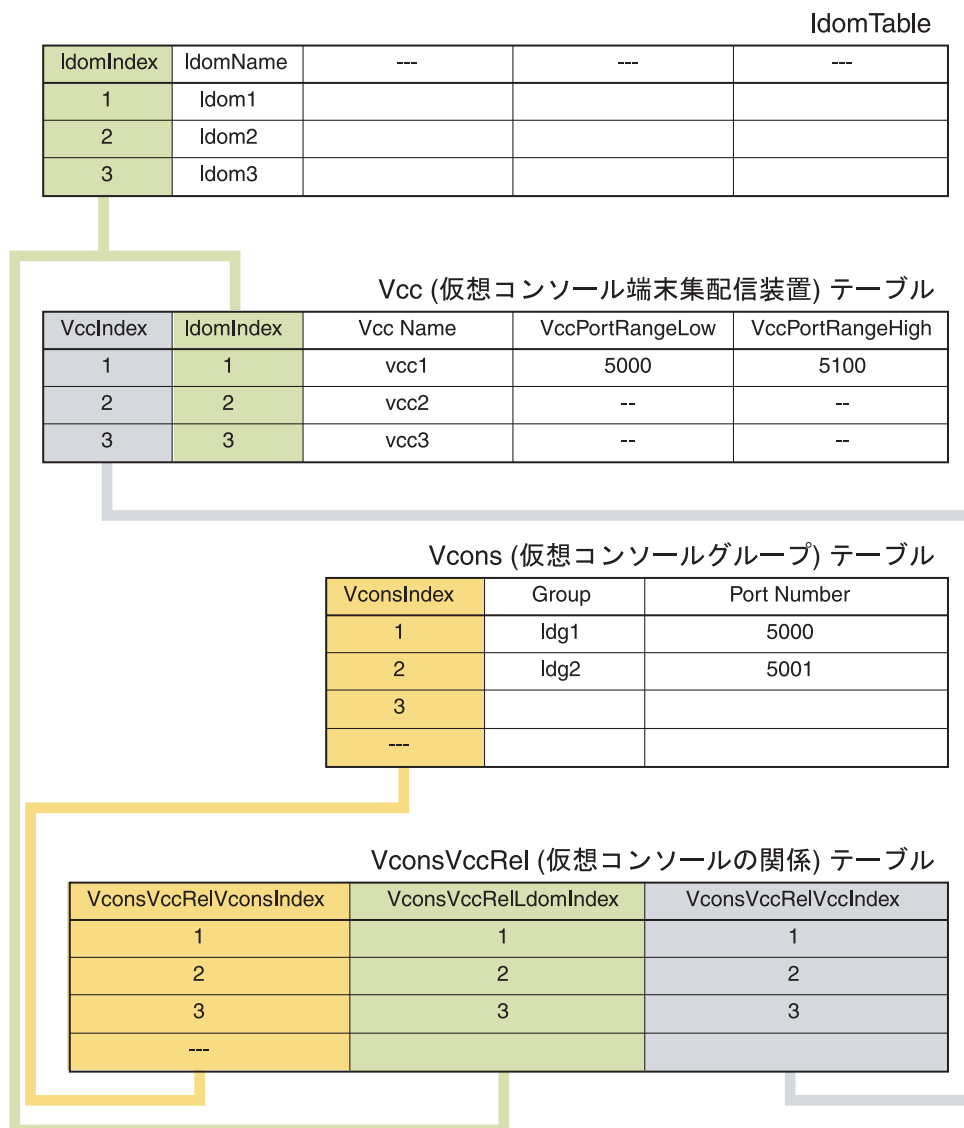 ldomTable
ldomIndex ldomName --- --- ---
1 ldom1
2 ldom2
3 ldom3
Vcc (仮想コンソール端末集配信装置) テーブル
VccIndex ldomIndex Vcc Name VccPortRangeLow VccPortRangeHigh
1 1 vcc1 5000 5100
2 2 vcc2 -- --
3 3 vcc3 -- --
Vcons (仮想コンソールグループ) テーブル
VconsIndex Group Port Number
1 ldg1 5000
2 ldg2 5001
3
---
VconsVccRel (仮想コンソールの関係) テーブル
VconsVccRelVconsIndex VconsVccRelLdomIndex VconsVccRelVccIndex
1 1 1
2 2 2
3 3 3
---